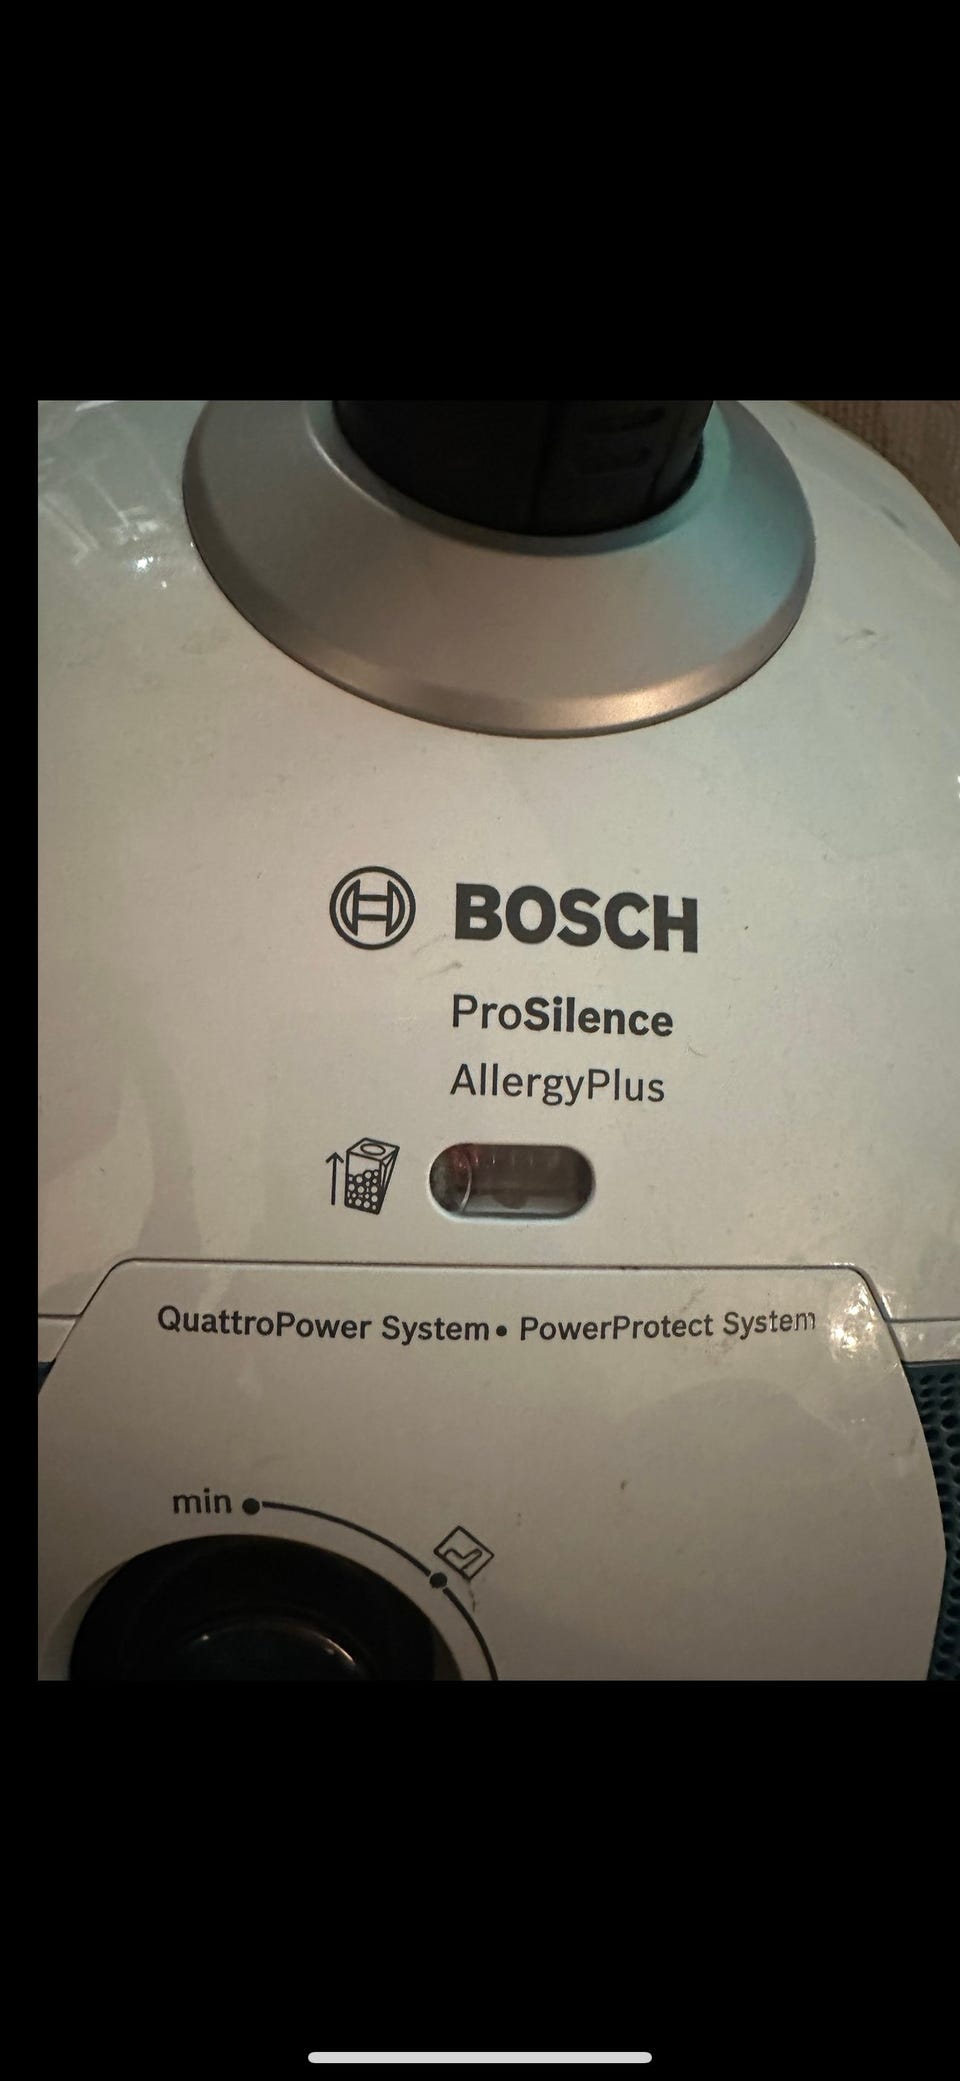 BOSCH
ProSilence
AllergyPlus
QuattroPower System • PowerProtect System
min